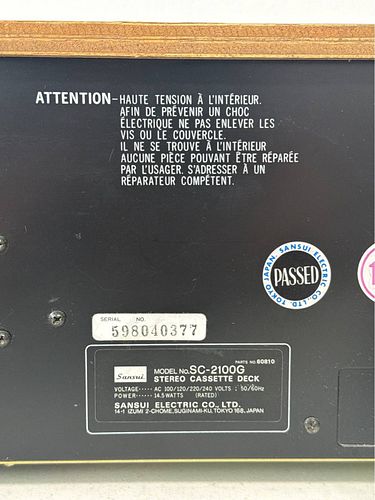 ATTENTION-HAUTE TENSION À L'INTÉRIEUR.
AFIN DE PRÉVENIR UN CHOC
ÉLECTRIQUE NE PAS ENLEVER LES
VIS OU LE COUVERCLE.
IL NE SE TROUVE À L'INTÉRIEUR
AUCUNE PIÈCE POUVANT ÊTRE RÉPARÉE
PAR L'USAGER. S'ADRESSER À UN
RÉPARATEUR COMPÉTENT.
SANSUI ELECTRIC CO., LTD. TOKYO JAPAN.
PASSED
SERIAL NO.
598040377
PARTS NO. 60810
Sansui MODEL No. SC-2100G
STEREO CASSETTE DECK
VOLTAGE······ AC 100/120/220/240 VOLTS : 50/60Hz
POWER······ 14.5 WATTS (RATED)
SANSUI ELECTRIC CO., LTD.
14-1 IZUMI 2-CHOME, SUGINAMI-KU, TOKYO 168, JAPAN